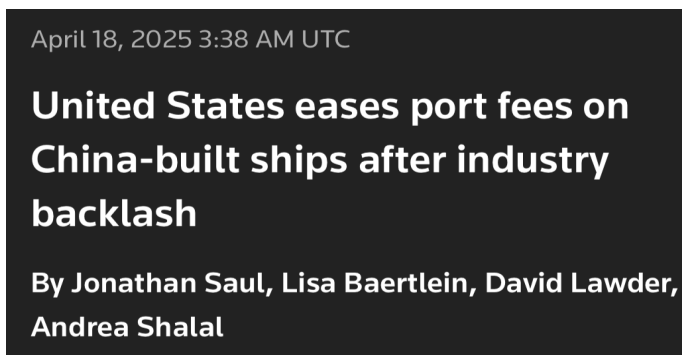 April 18, 2025 3:38 AM UTC
United States eases port fees on
China-built ships after industry
backlash
By Jonathan Saul, Lisa Baertlein, David Lawder,
Andrea Shalal